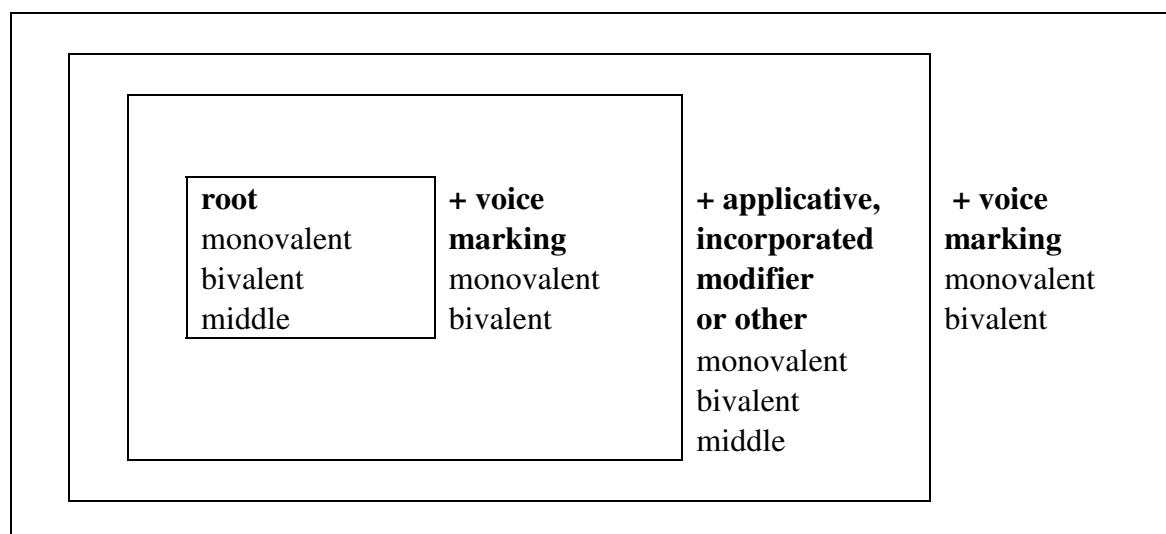 root
monovalent
bivalent
middle
+ voice
marking
monovalent
bivalent
+ applicative,
incorporated
modifier
or other
monovalent
bivalent
middle
+ voice
marking
monovalent
bivalent